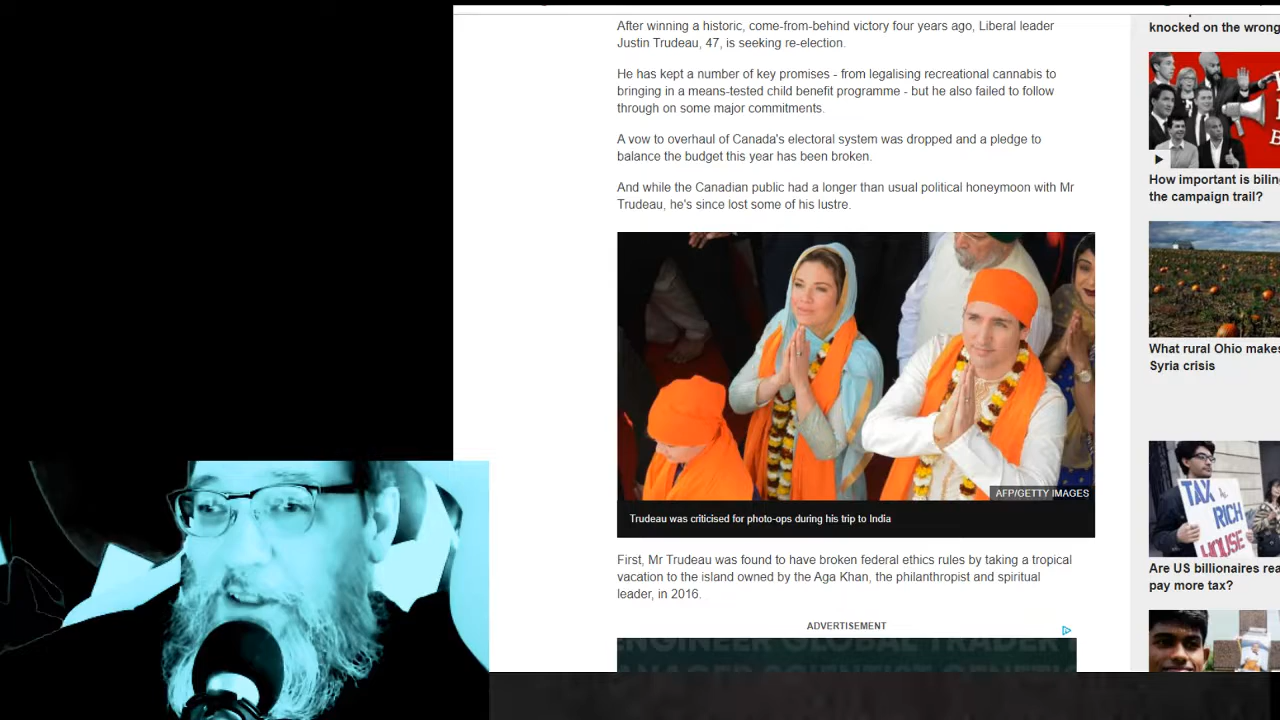 After winning a historic, come-from-behind victory four years ago, Liberal leader
Justin Trudeau, 47, is seeking re-election.
He has kept a number of key promises - from legalising recreational cannabis to
bringing in a means-tested child benefit programme - but he also failed to follow
through on some major commitments.
A vow to overhaul of Canada's electoral system was dropped and a pledge to
balance the budget this year has been broken.
And while the Canadian public had a longer than usual political honeymoon with Mr
Trudeau, he's since lost some of his lustre.
AFP/GETTY IMAGES
Trudeau was criticised for photo-ops during his trip to India
First, Mr Trudeau was found to have broken federal ethics rules by taking a tropical
vacation to the island owned by the Aga Khan, the philanthropist and spiritual
leader, in 2016.
ADVERTISEMENT
ENGINEER GLOBAL TRADER
MANAGER SCIENTIST GENETIC
knocked on the wrong
How important is bilin
the campaign trail?
What rural Ohio makes
Syria crisis
TAX
RICH
HOUSE
Are US billionaires rea
pay more tax?